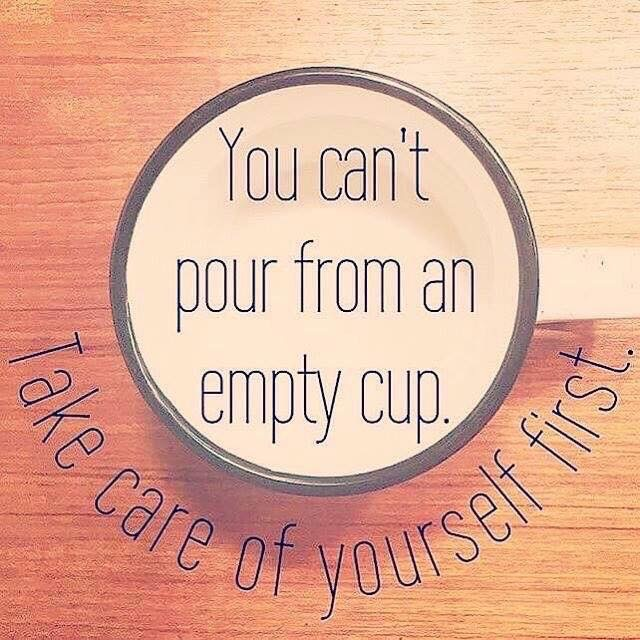 You can't
pour from an
empty cup.
Take care of yourself first.